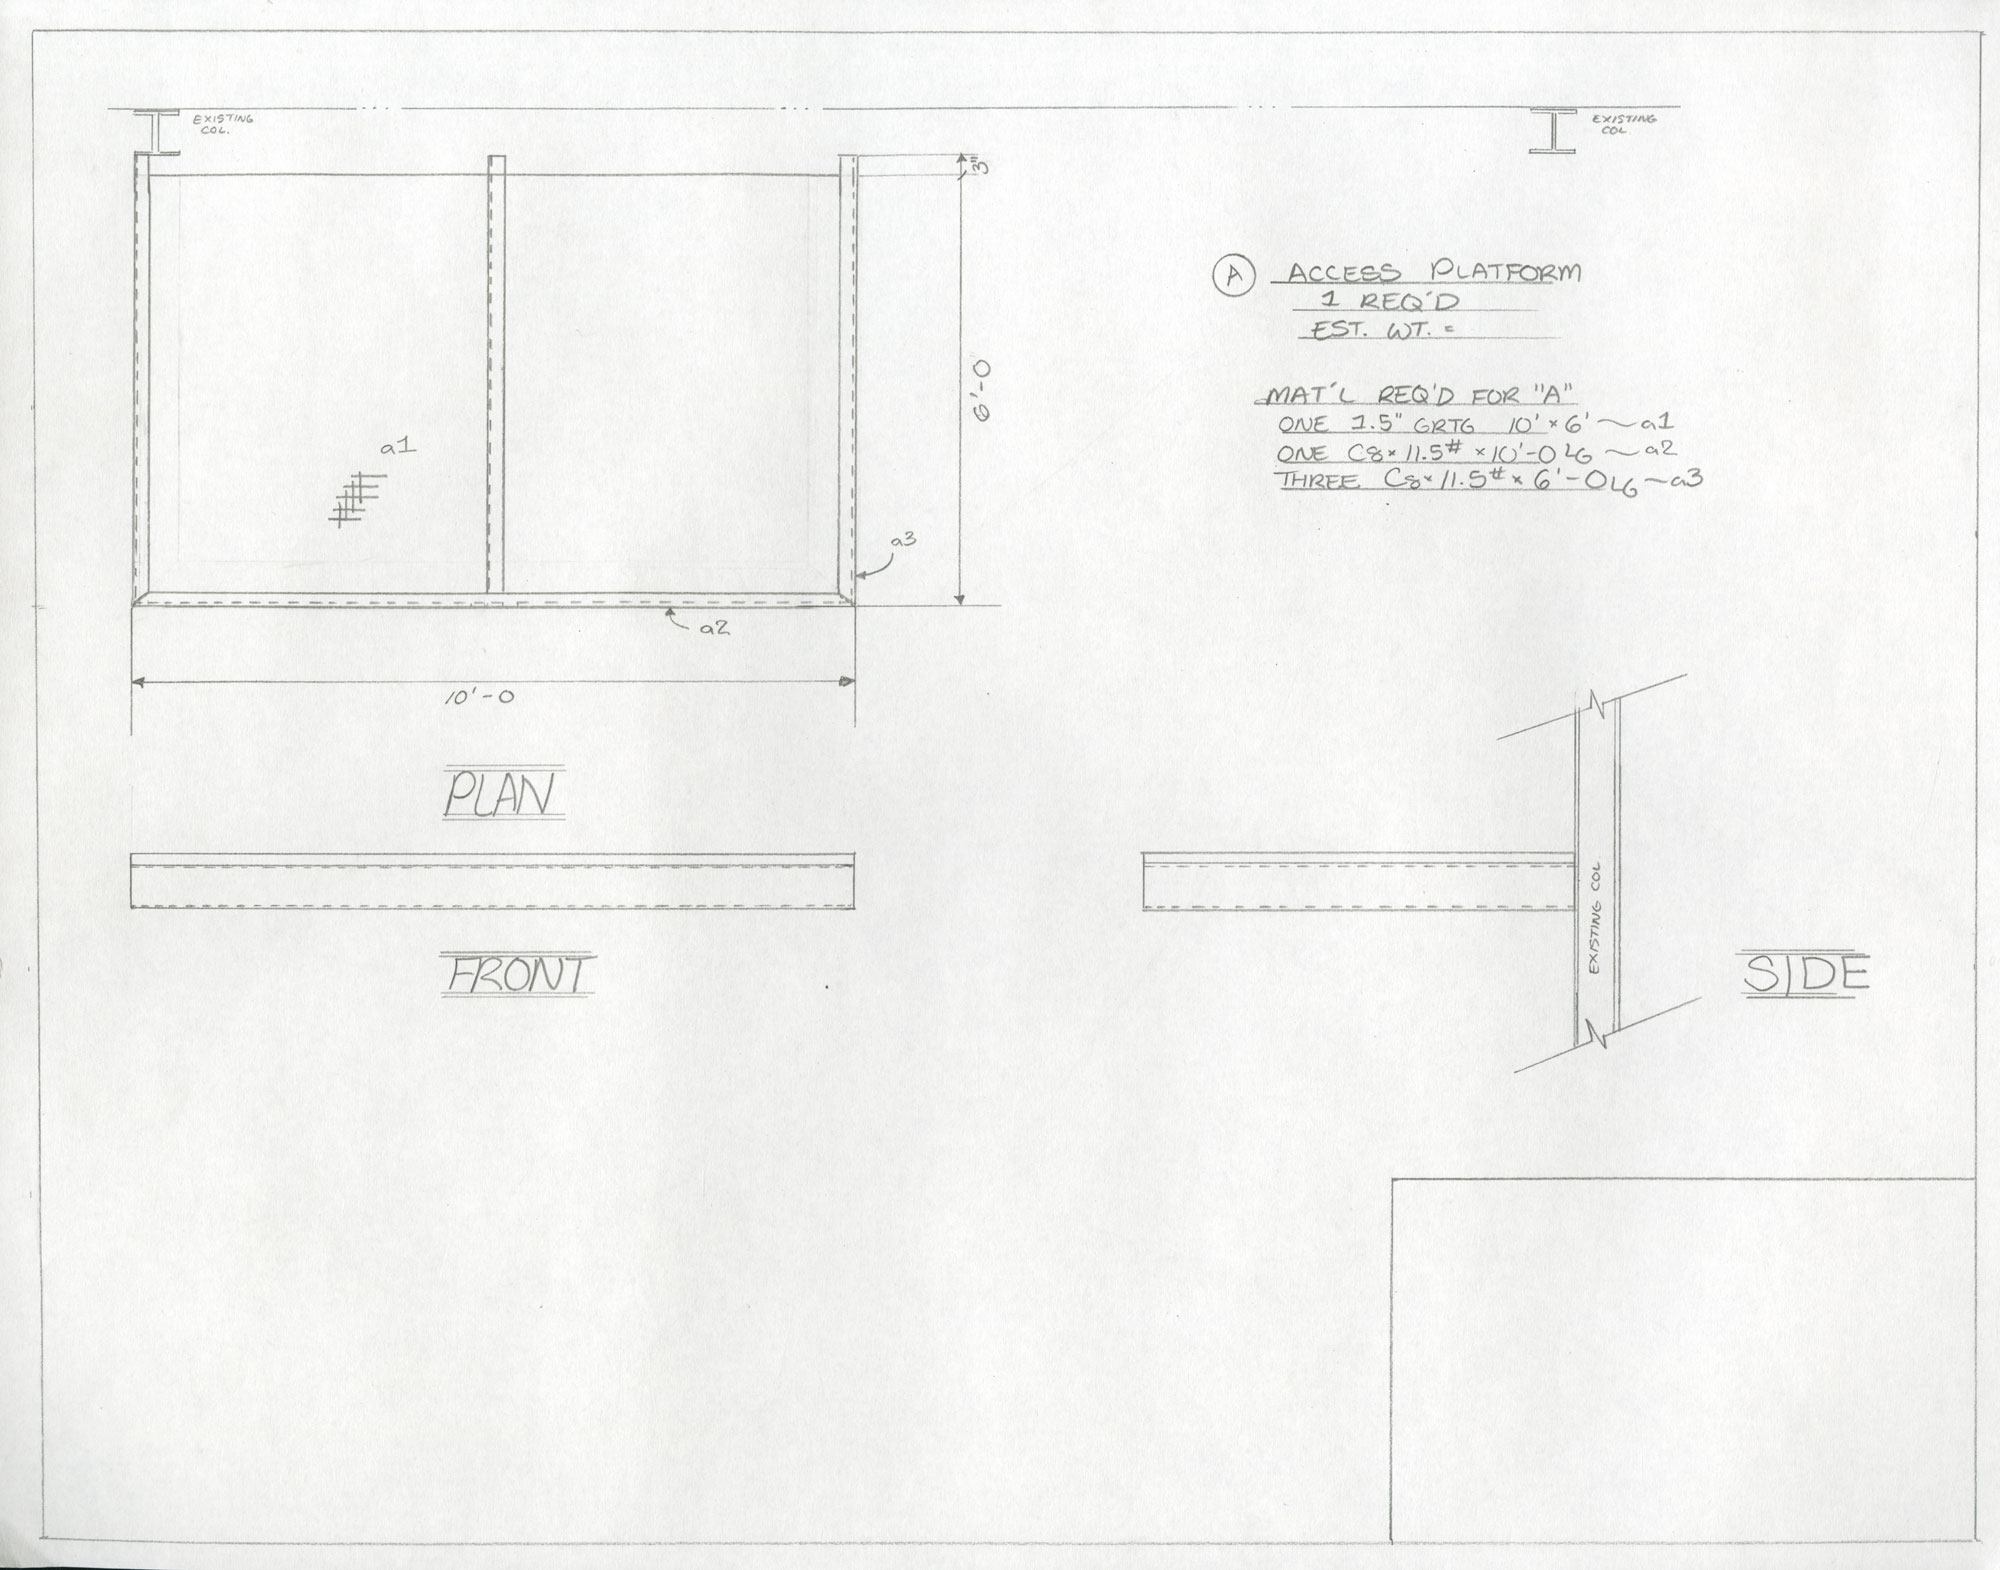 EXISTING
COL.
EXISTING
COL
3"
6'-0
A ACCESS PLATFORM
1 REQ'D
EST. WT. =
MAT'L REQ'D FOR "A"
ONE 1.5" GRTG 10' × 6' ~ a1
ONE C8 × 11.5# × 10'-0 LG ~ a2
THREE C8 × 11.5# × 6'-0 LG ~ a3
a1
a3
a2
10'-0
PLAN
FRONT
EXISTING COL
SIDE